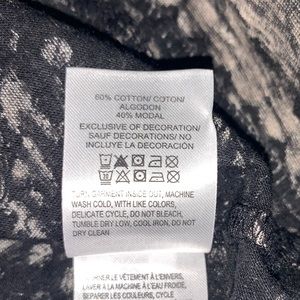 60% COTTON/ COTON/
ALGODON
40% MODAL
EXCLUSIVE OF DECORATION/
SAUF DECORATIONS/ NO
INCLUYE LA DECORACIÓN
TURN GARMENT INSIDE OUT, MACHINE
WASH COLD, WITH LIKE COLORS,
DELICATE CYCLE, DO NOT BLEACH,
TUMBLE DRY LOW, COOL IRON, DO NOT
DRY CLEAN
LE VÊTEMENT À L'ENVERS,
LAVER À LA MACHINE À L'EAU FROIDE,
SÉPARER LES COULEURS, CYCLE